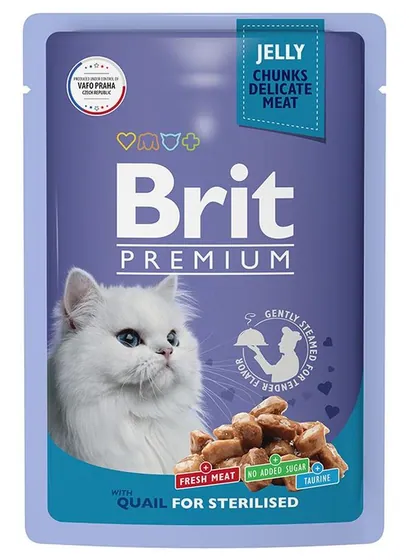 JELLY
CHUNKS
DELICATE
MEAT
PRODUCED UNDER CONTROL OF
VAFO PRAHA
CZECH REPUBLIC
Brit
PREMIUM
GENTLY STEAMED FOR TENDER FLAVOR
FRESH MEAT
NO ADDED SUGAR
TAURINE
WITH
QUAIL FOR STERILISED